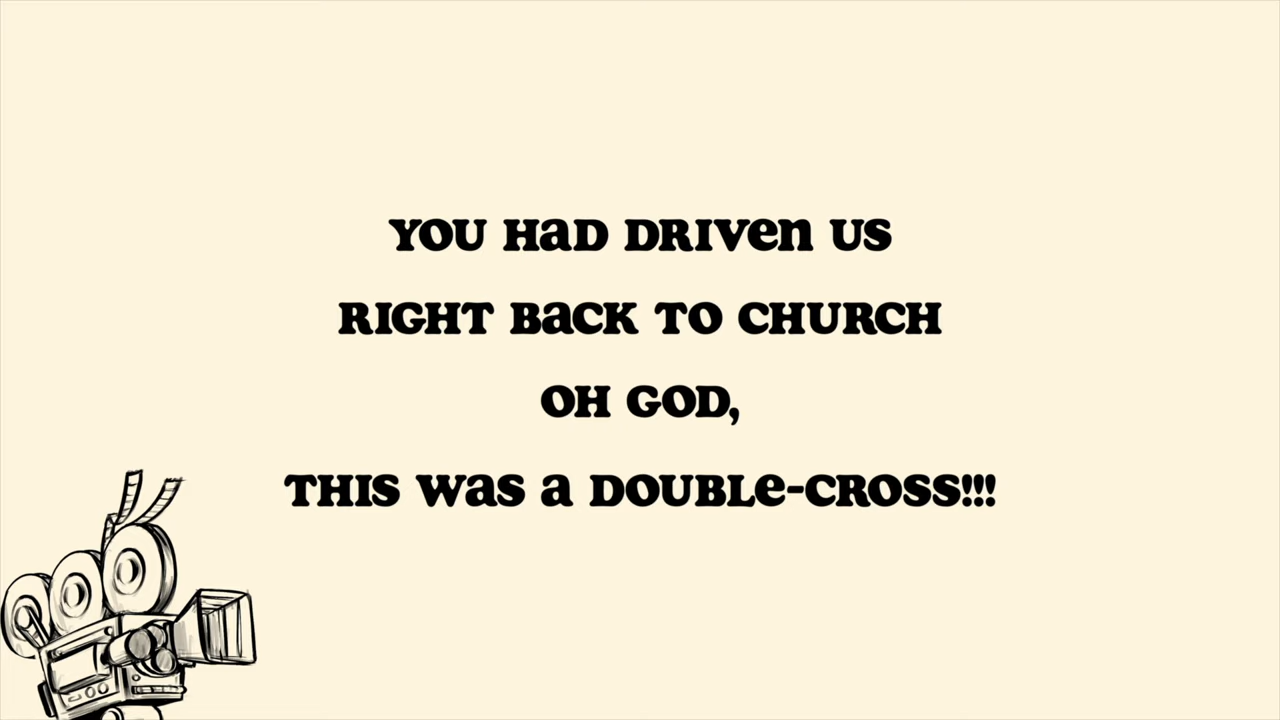 YOU HaD DRIVen US
RIGHT BaCK TO CHURCH
OH GOD,
THIS Was a DOUBLe-CROSS!!!